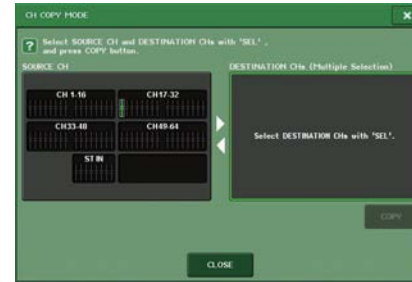 CH COPY MODE
×
? Select SOURCE CH and DESTINATION CHs with "SEL",
and press COPY button.
SOURCE CH
DESTINATION CHs (Multiple Selection)
CH 1-16
CH17-32
CH33-48
CH49-64
ST IN
Select DESTINATION CHs with "SEL".
COPY
CLOSE